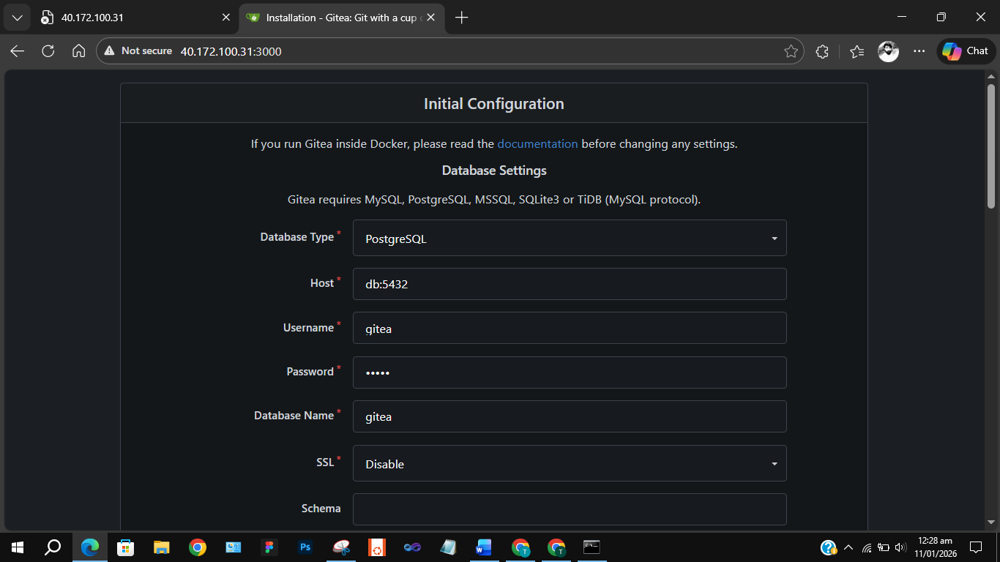 40.172.100.31
Installation - Gitea: Git with a cup
Not secure 40.172.100.31:3000
Chat
Initial Configuration
If you run Gitea inside Docker, please read the documentation before changing any settings.
Database Settings
Gitea requires MySQL, PostgreSQL, MSSQL, SQLite3 or TiDB (MySQL protocol).
Database Type * PostgreSQL
Host * db:5432
Username * gitea
Password * •••••
Database Name * gitea
SSL * Disable
Schema
12:28 am
11/01/2026